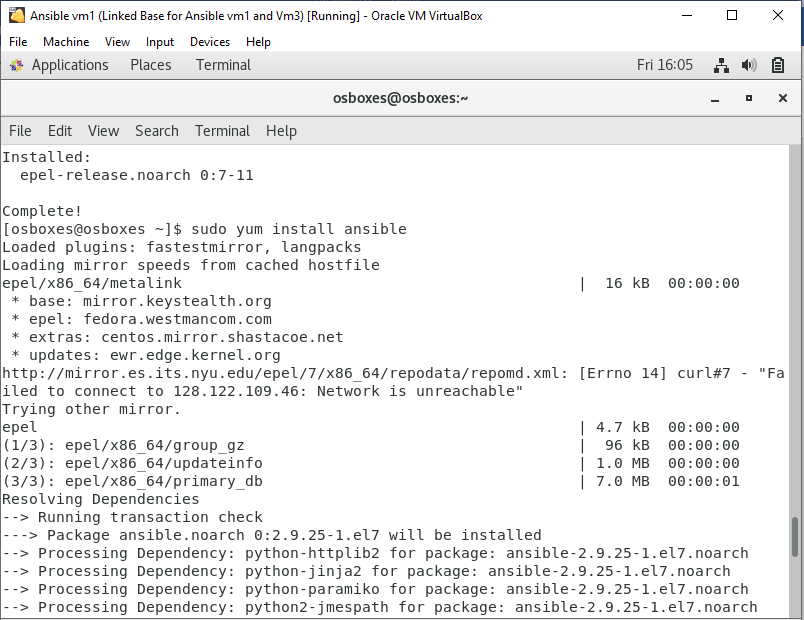 Ansible vm1 (Linked Base for Ansible vm1 and Vm3) [Running] - Oracle VM VirtualBox
File Machine View Input Devices Help
Applications Places Terminal Fri 16:05
osboxes@osboxes:~
File Edit View Search Terminal Help
Installed:
epel-release.noarch 0:7-11
Complete!
[osboxes@osboxes ~]$ sudo yum install ansible
Loaded plugins: fastestmirror, langpacks
Loading mirror speeds from cached hostfile
epel/x86_64/metalink | 16 kB 00:00:00
* base: mirror.keystealth.org
* epel: fedora.westmancom.com
* extras: centos.mirror.shastacoe.net
* updates: ewr.edge.kernel.org
http://mirror.es.its.nyu.edu/epel/7/x86_64/repodata/repomd.xml: [Errno 14] curl#7 - "Fa
iled to connect to 128.122.109.46: Network is unreachable"
Trying other mirror.
epel | 4.7 kB 00:00:00
(1/3): epel/x86_64/group_gz | 96 kB 00:00:00
(2/3): epel/x86_64/updateinfo | 1.0 MB 00:00:00
(3/3): epel/x86_64/primary_db | 7.0 MB 00:00:01
Resolving Dependencies
--> Running transaction check
---> Package ansible.noarch 0:2.9.25-1.el7 will be installed
--> Processing Dependency: python-httplib2 for package: ansible-2.9.25-1.el7.noarch
--> Processing Dependency: python-jinja2 for package: ansible-2.9.25-1.el7.noarch
--> Processing Dependency: python-paramiko for package: ansible-2.9.25-1.el7.noarch
--> Processing Dependency: python2-jmespath for package: ansible-2.9.25-1.el7.noarch